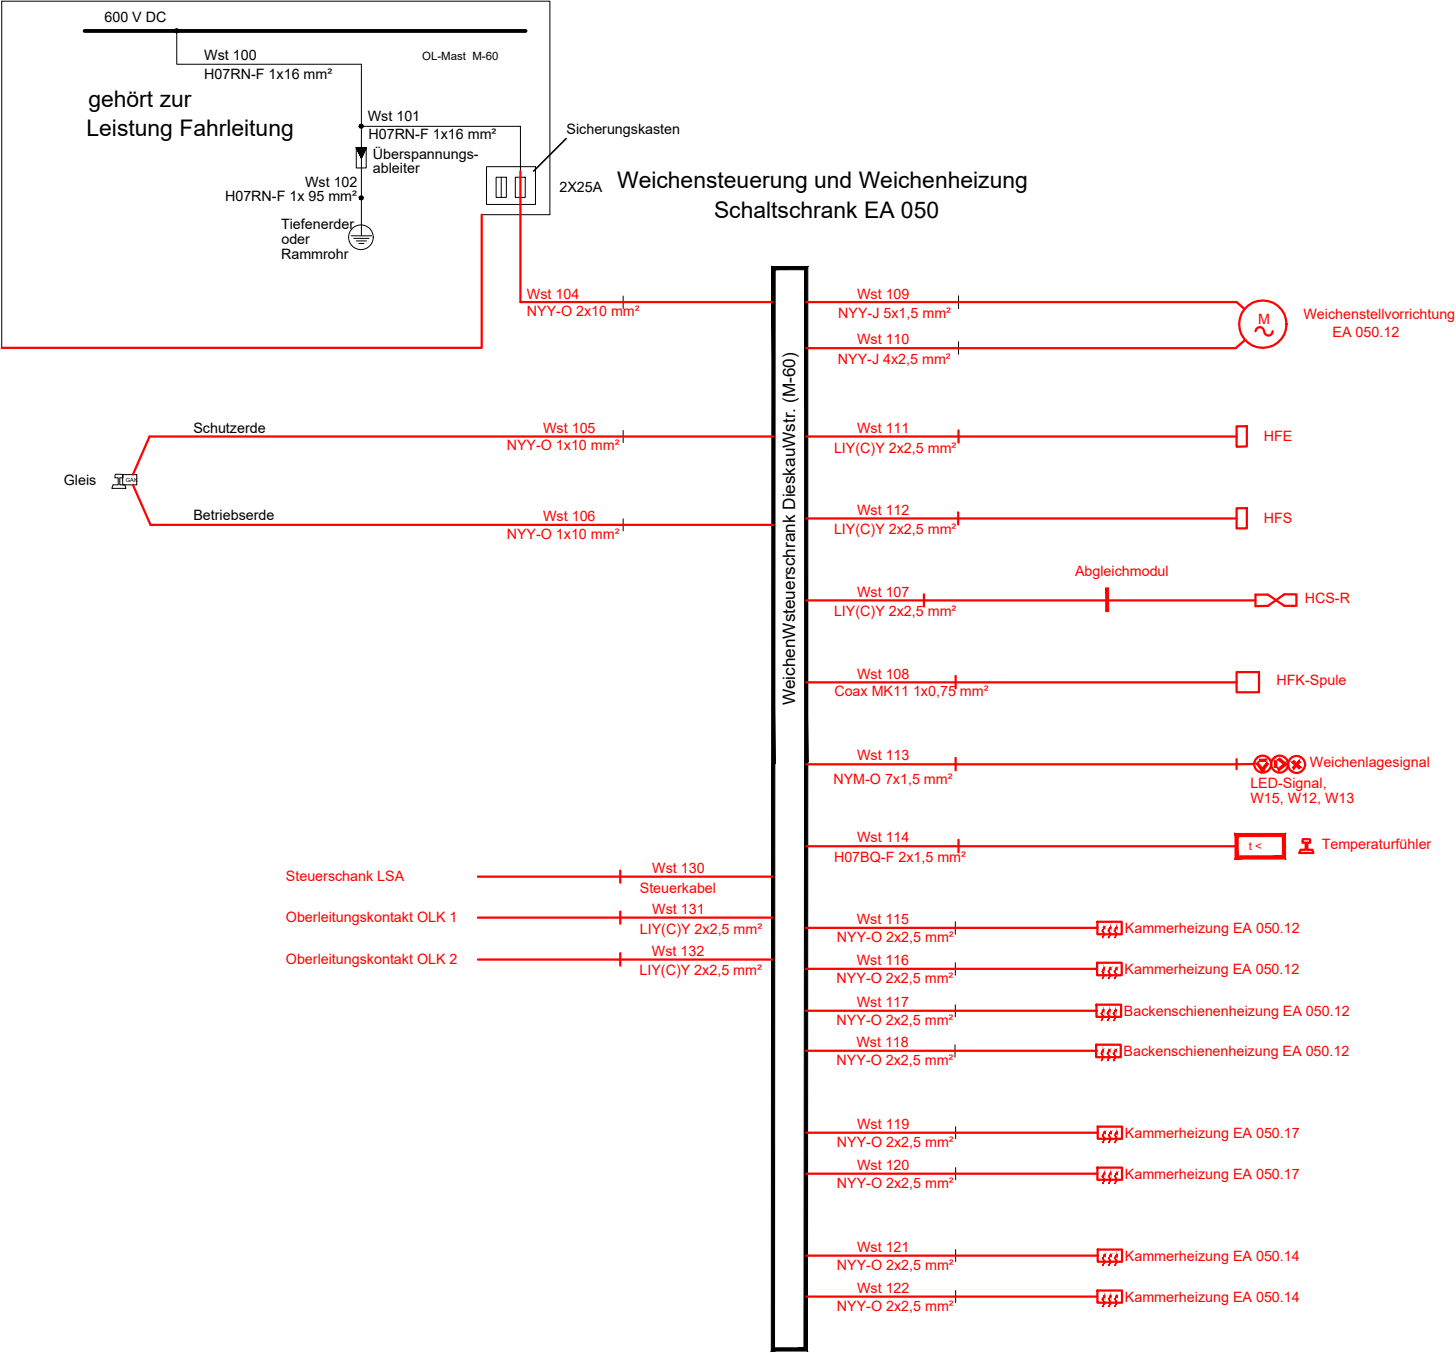 600 V DC
Wst 100
H07RN-F 1x16 mm²
OL-Mast M-60
gehört zur
Leistung Fahrleitung
Wst 101
H07RN-F 1x16 mm²
Überspannungs-
ableiter
Wst 102
H07RN-F 1x 95 mm²
Tiefenerder
oder
Rammrohr
Sicherungskasten
2X25A
Weichensteuerung und Weichenheizung
Schaltschrank EA 050
Wst 104
NYY-O 2x10 mm²
Schutzerde
Wst 105
NYY-O 1x10 mm²
Gleis
GAK
Betriebserde
Wst 106
NYY-O 1x10 mm²
Steuerschank LSA
Wst 130
Steuerkabel
Oberleitungskontakt OLK 1
Wst 131
LIY(C)Y 2x2,5 mm²
Oberleitungskontakt OLK 2
Wst 132
LIY(C)Y 2x2,5 mm²
WeichenWsteuerschrank DieskauWstr. (M-60)
Wst 109
NYY-J 5x1,5 mm²
Wst 110
NYY-J 4x2,5 mm²
M
Weichenstellvorrichtung
EA 050.12
Wst 111
LIY(C)Y 2x2,5 mm²
HFE
Wst 112
LIY(C)Y 2x2,5 mm²
HFS
Wst 107
LIY(C)Y 2x2,5 mm²
Abgleichmodul
HCS-R
Wst 108
Coax MK11 1x0,75 mm²
HFK-Spule
Wst 113
NYM-O 7x1,5 mm²
Weichenlagesignal
LED-Signal,
W15, W12, W13
Wst 114
H07BQ-F 2x1,5 mm²
t <
Temperaturfühler
Wst 115
NYY-O 2x2,5 mm²
Kammerheizung EA 050.12
Wst 116
NYY-O 2x2,5 mm²
Kammerheizung EA 050.12
Wst 117
NYY-O 2x2,5 mm²
Backenschienenheizung EA 050.12
Wst 118
NYY-O 2x2,5 mm²
Backenschienenheizung EA 050.12
Wst 119
NYY-O 2x2,5 mm²
Kammerheizung EA 050.17
Wst 120
NYY-O 2x2,5 mm²
Kammerheizung EA 050.17
Wst 121
NYY-O 2x2,5 mm²
Kammerheizung EA 050.14
Wst 122
NYY-O 2x2,5 mm²
Kammerheizung EA 050.14